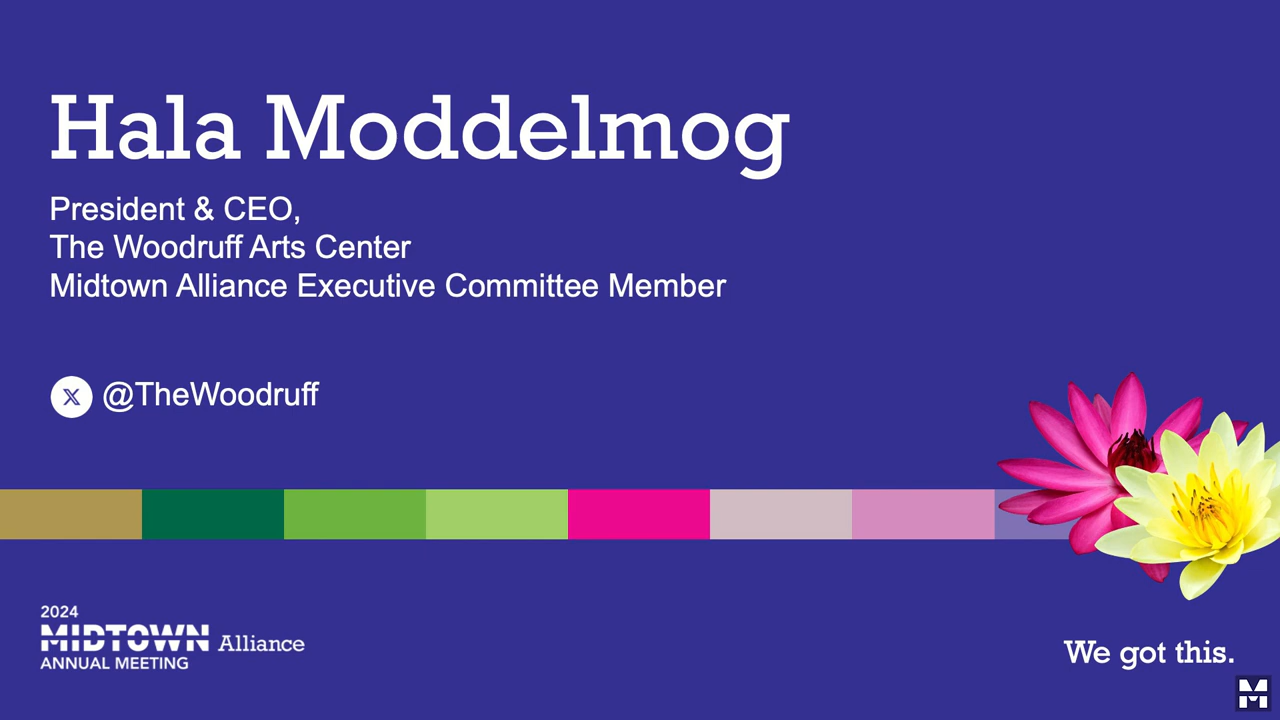 Hala Moddelmog
President & CEO,
The Woodruff Arts Center
Midtown Alliance Executive Committee Member
X @TheWoodruff
2024
MIDTOWN Alliance
ANNUAL MEETING
We got this.
M